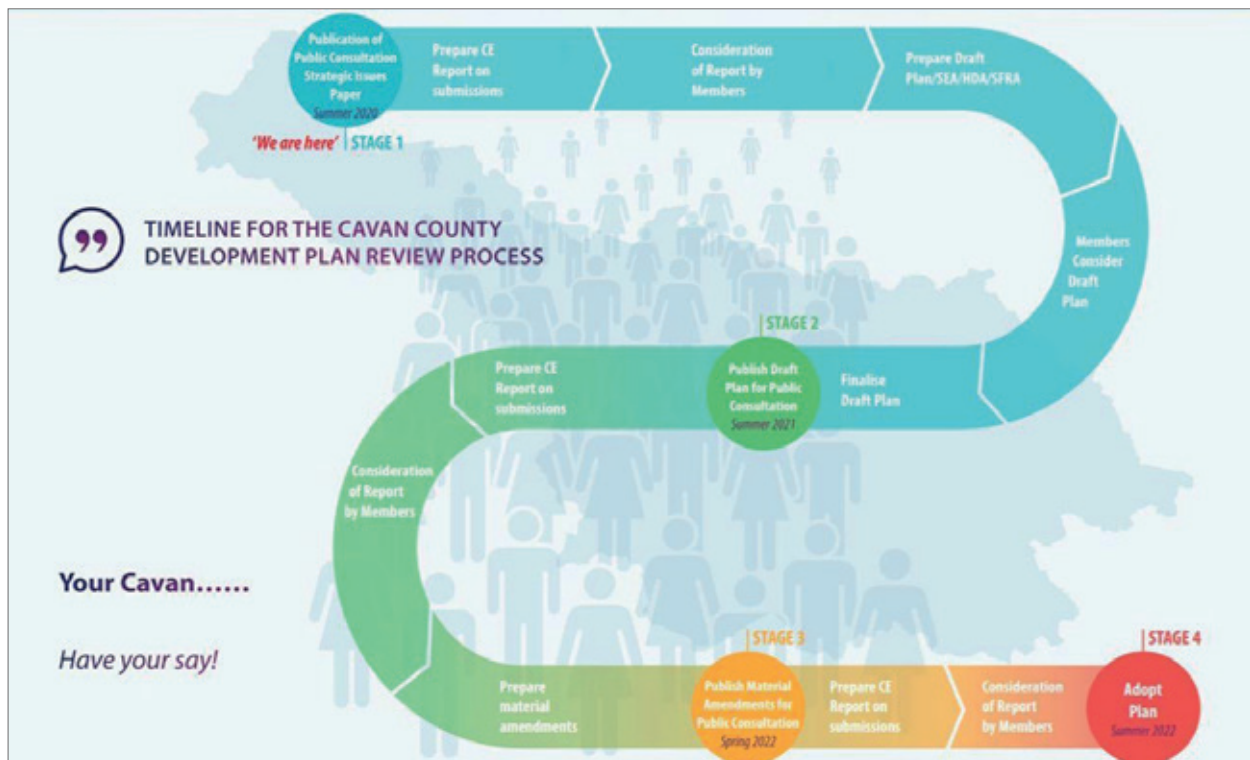 Publication of
Public Consultation
Strategic Issues
Paper
Summer 2020
'We are here'
STAGE 1
Prepare CE
Report on
submissions
Consideration
of Report by
Members
Prepare Draft
Plan/SEA/HDA/SFRA
TIMELINE FOR THE CAVAN COUNTY
DEVELOPMENT PLAN REVIEW PROCESS
Members
Consider
Draft
Plan
STAGE 2
Finalise
Draft Plan
Publish Draft
Plan for Public
Consultation
Summer 2021
Prepare CE
Report on
submissions
Consideration
of Report
by Members
Your Cavan......
Have your say!
Prepare
material
amendments
STAGE 3
Publish Material
Amendments for
Public Consultation
Spring 2022
Prepare CE
Report on
submissions
Consideration
of Report
by Members
STAGE 4
Adopt
Plan
Summer 2022